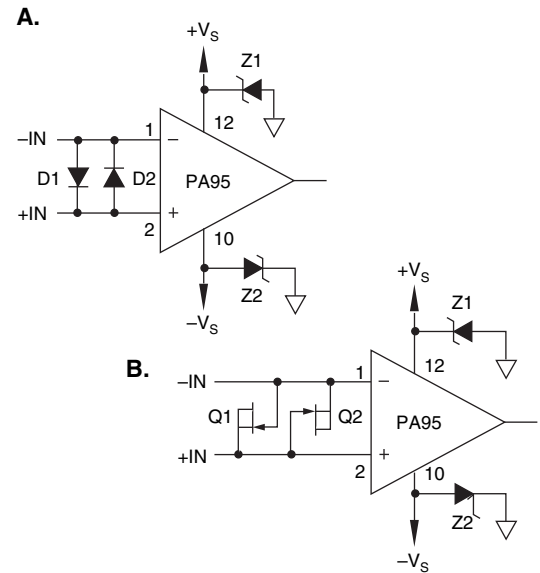 A.
+VS
Z1
12
–IN
1
–
D1
D2
PA95
+IN
+
2
10
Z2
–VS
+VS
Z1
B.
12
–IN
1
–
Q1
Q2
PA95
+IN
+
2
10
Z2
–VS